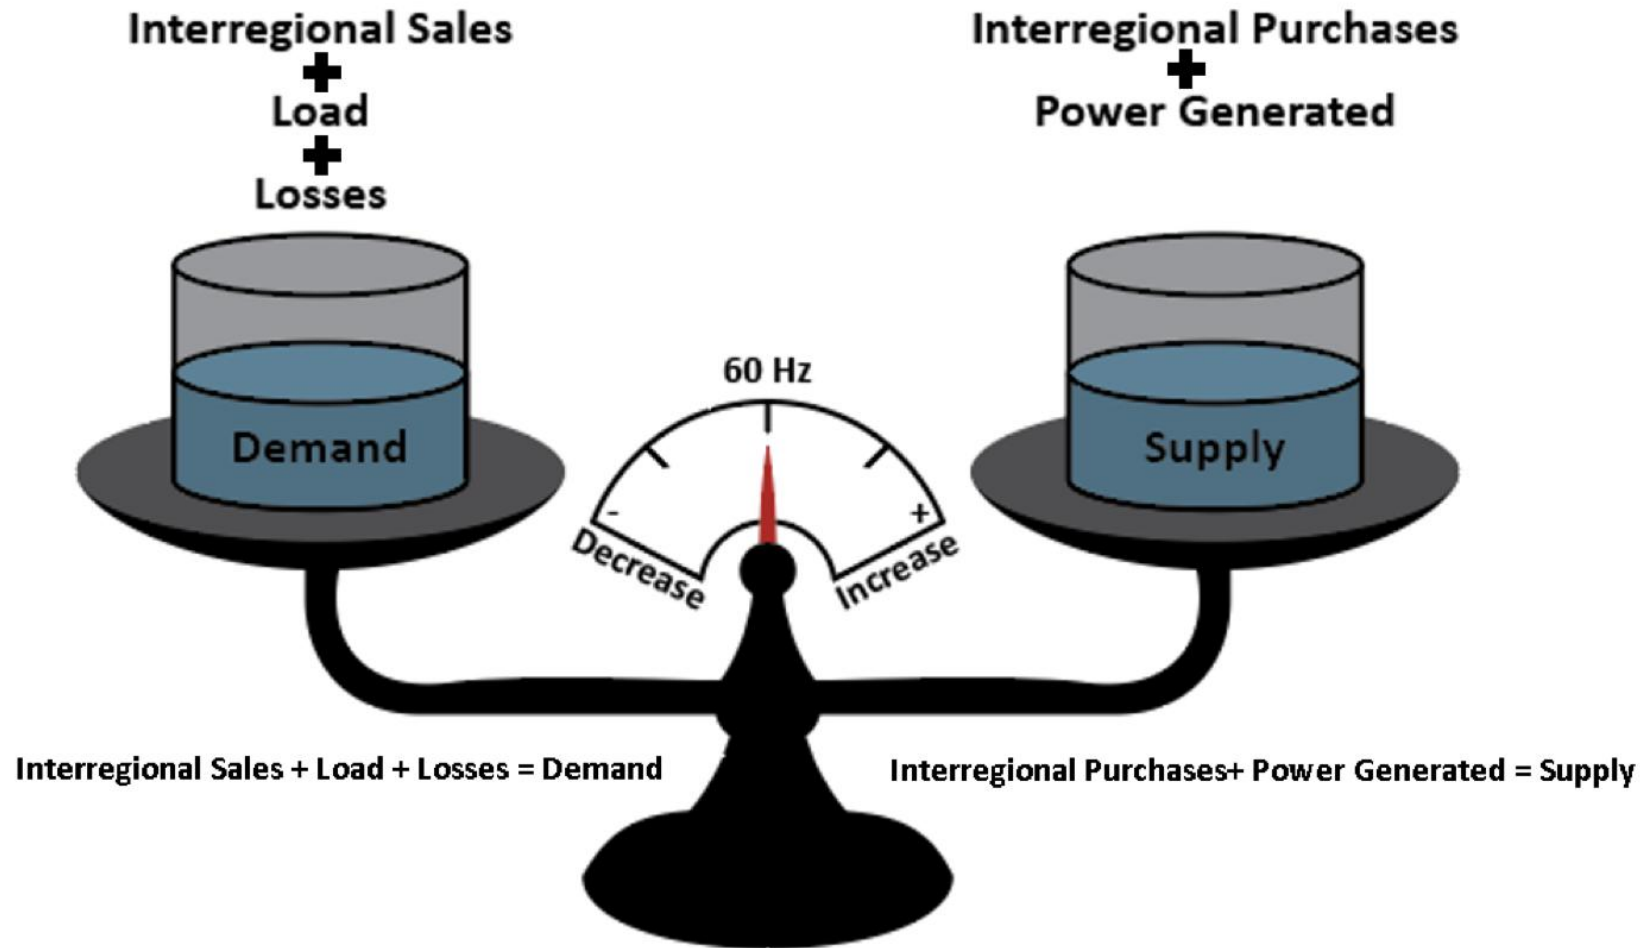 Interregional Sales
+
Load
+
Losses
Interregional Purchases
+
Power Generated
Demand
60 Hz
-
+
Decrease
Increase
Supply
Interregional Sales + Load + Losses = Demand
Interregional Purchases+ Power Generated = Supply